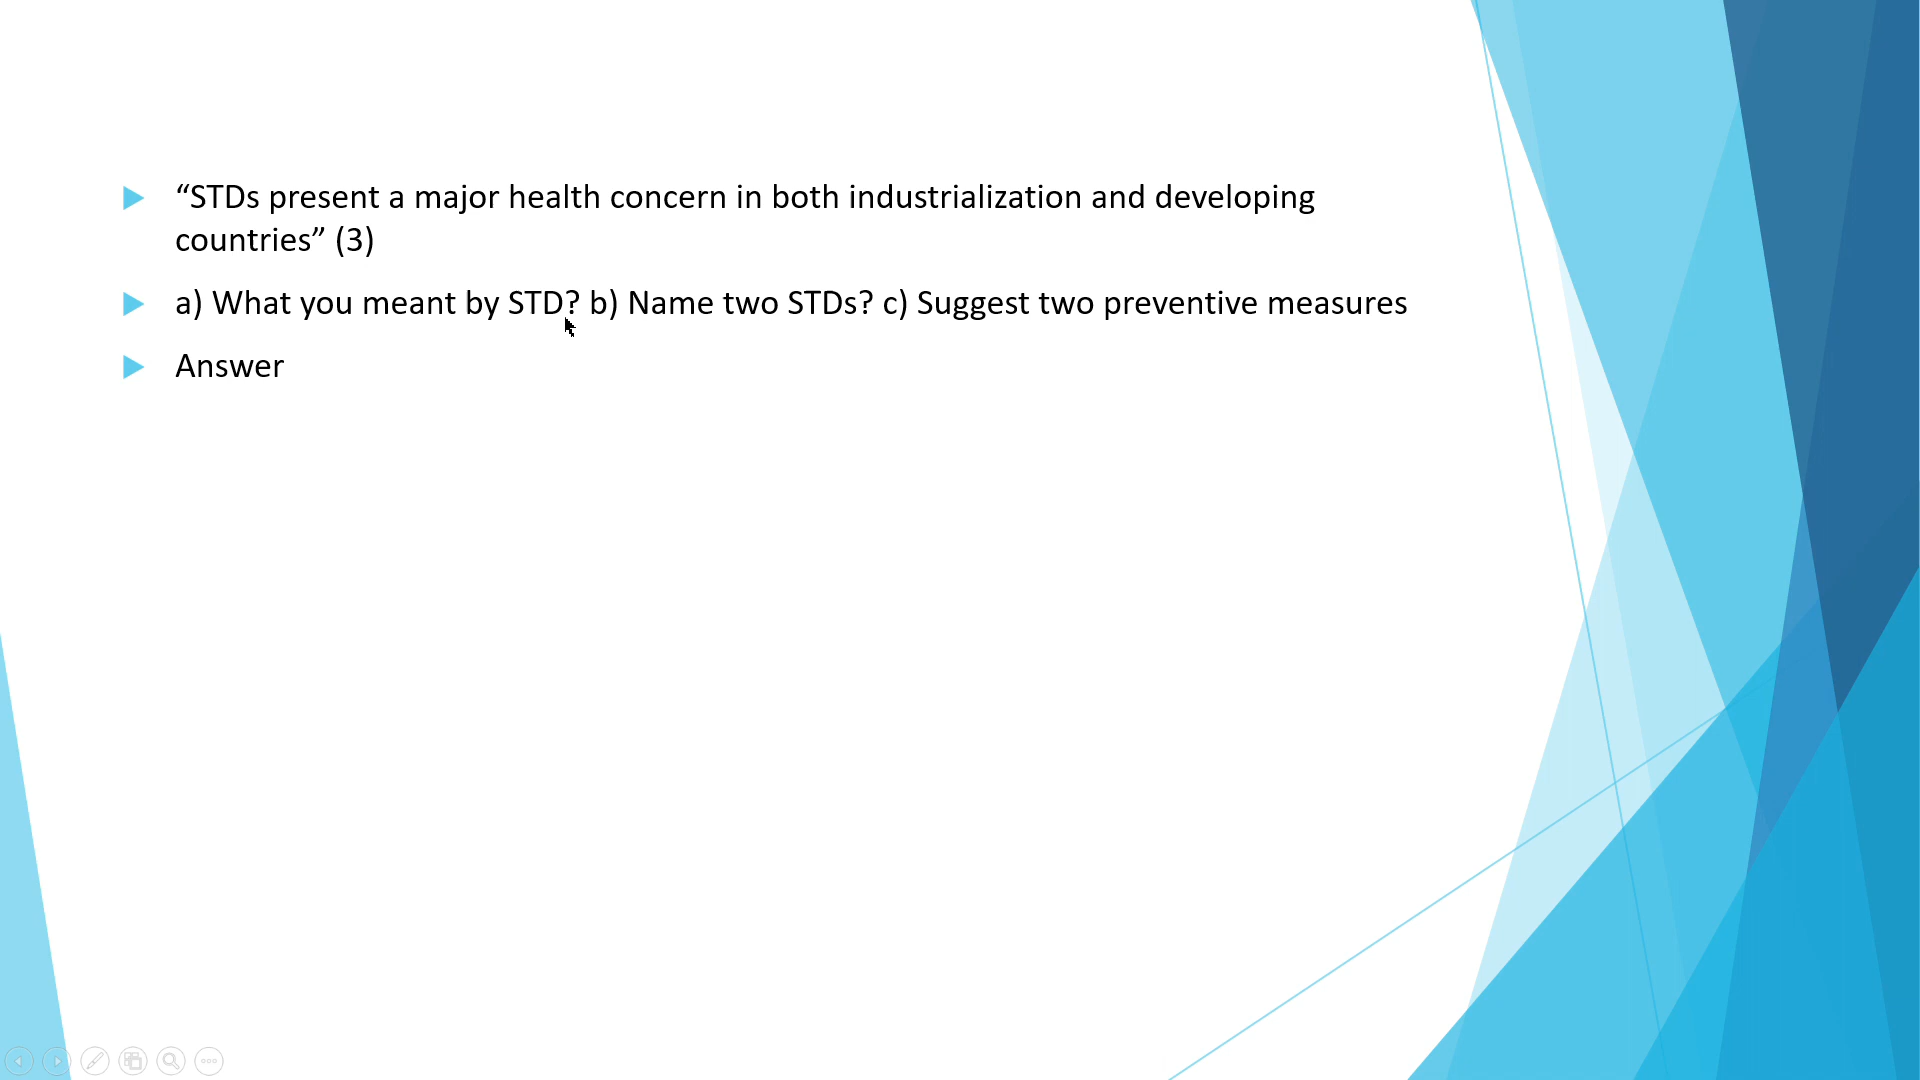 “STDs present a major health concern in both industrialization and developing
countries” (3)
a) What you meant by STD? b) Name two STDs? c) Suggest two preventive measures
Answer